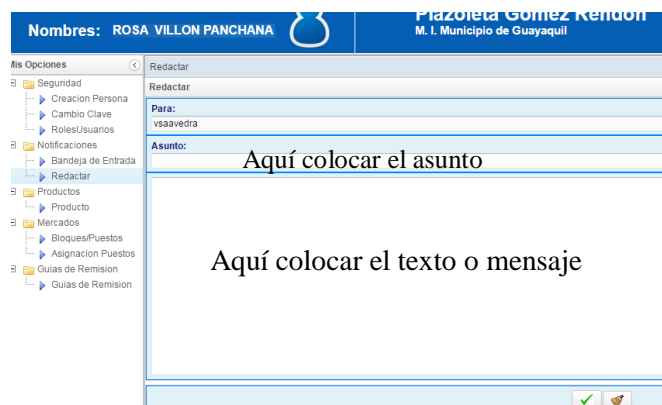 Nombres: ROSA VILLON PANCHANA
Plazoleta Gomez Rendon
M. I. Municipio de Guayaquil
Mis Opciones
Seguridad
Creacion Persona
Cambio Clave
RolesUsuarios
Notificaciones
Bandeja de Entrada
Redactar
Productos
Producto
Mercados
Bloques/Puestos
Asignacion Puestos
Guias de Remision
Guias de Remision
Redactar
Redactar
Para:
vsaavedra
Asunto:
Aquí colocar el asunto
Aquí colocar el texto o mensaje